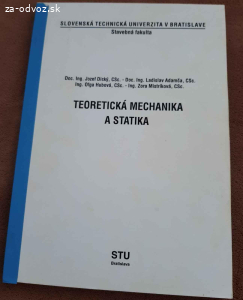 za-odvoz.sk
SLOVENSKÁ TECHNICKÁ UNIVERZITA V BRATISLAVE
Stavebná fakulta
Doc. Ing. Jozef Dický, CSc. - Doc. Ing. Ladislav CSc.
Ing. Oľga Hubová, CSc. - Ing. Zora Mistríková, CSc.
TEORETICKÁ MECHANIKA
A STATIKA
STU
Bratislava